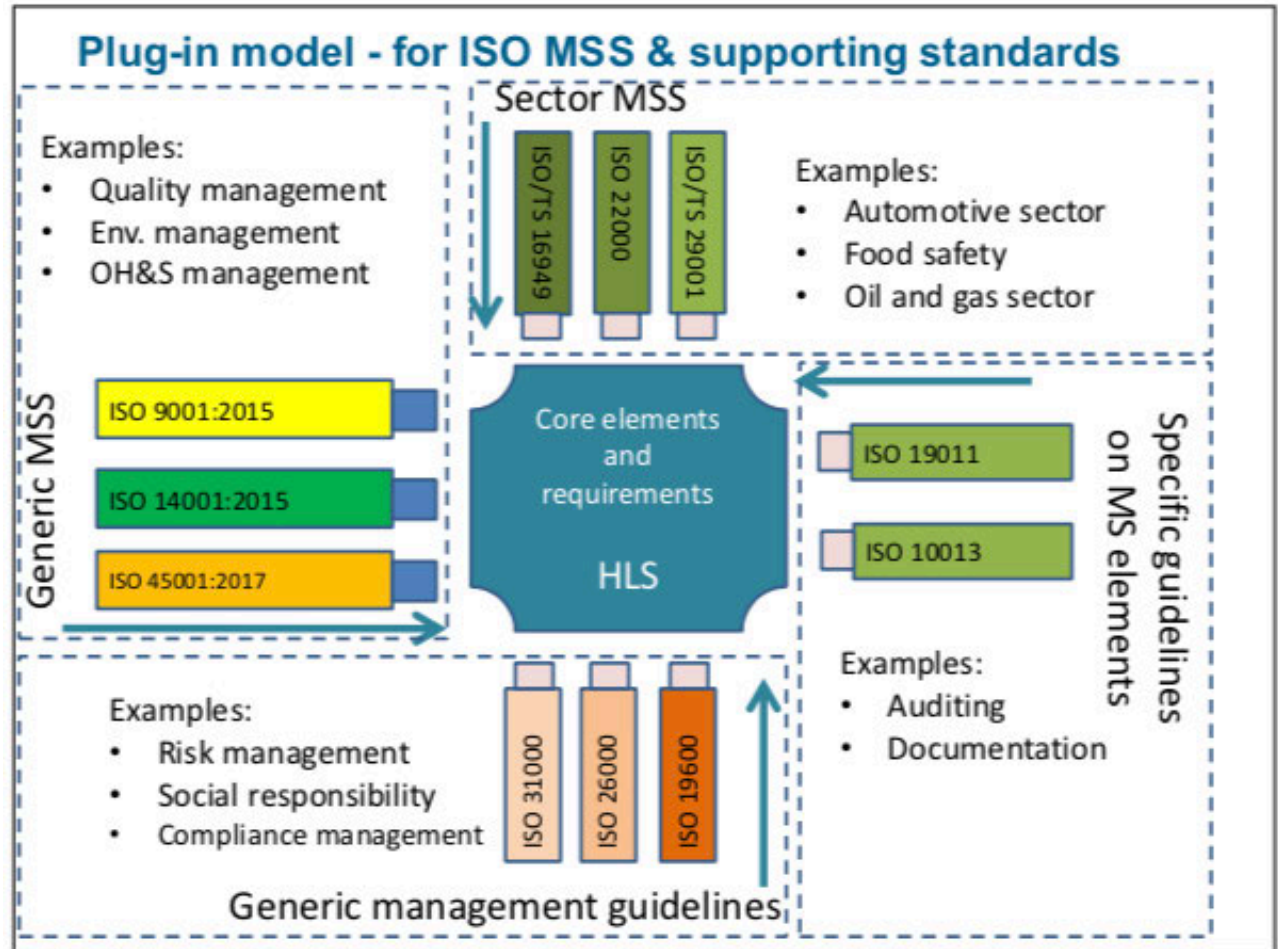 Plug-in model - for ISO MSS & supporting standards
Examples:
• Quality management
• Env. management
• OH&S management
Generic MSS
ISO 9001:2015
ISO 14001:2015
ISO 45001:2017
Sector MSS
ISO/TS 16949
ISO 22000
ISO/TS 29001
Examples:
• Automotive sector
• Food safety
• Oil and gas sector
Core elements
and
requirements
HLS
ISO 19011
ISO 10013
Specific guidelines
on MS elements
Examples:
• Auditing
• Documentation
Examples:
• Risk management
• Social responsibility
• Compliance management
ISO 31000
ISO 26000
ISO 19600
Generic management guidelines